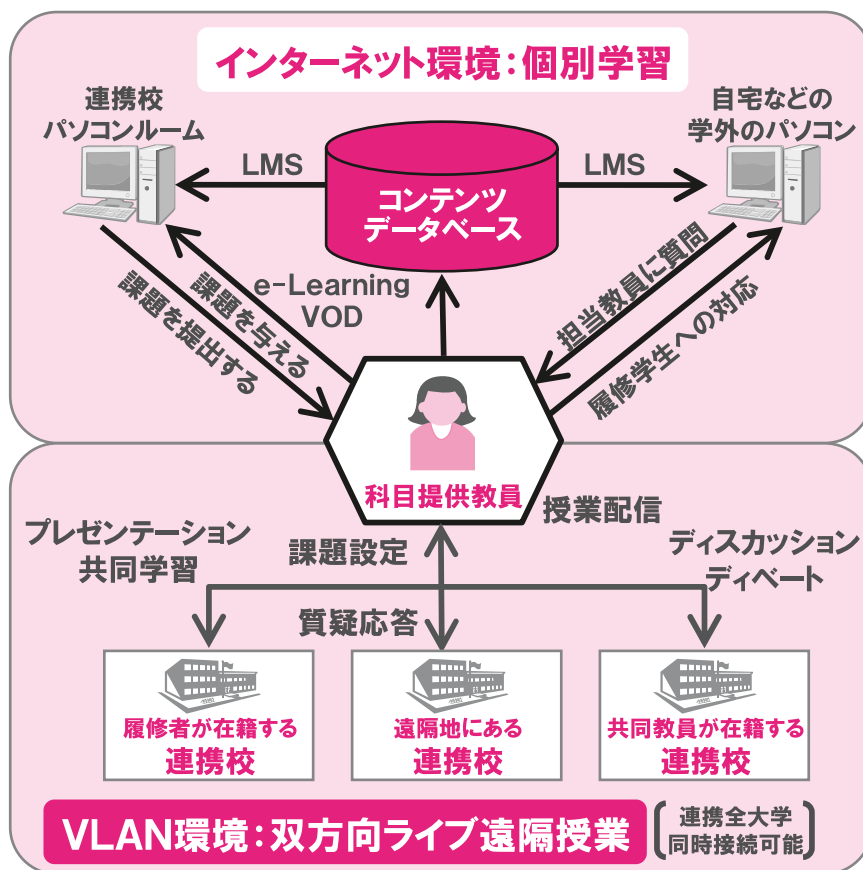 インターネット環境：個別学習
連携校
パソコンルーム
自宅などの
学外のパソコン
LMS
LMS
コンテンツ
データベース
e-Learning
VOD
課題を与える
課題を提出する
担当教員に質問
履修学生への対応
科目提供教員
授業配信
プレゼンテーション
共同学習
課題設定
ディスカッション
ディベート
質疑応答
履修者が在籍する
連携校
遠隔地にある
連携校
共同教員が在籍する
連携校
VLAN環境：双方向ライブ遠隔授業
連携全大学
同時接続可能